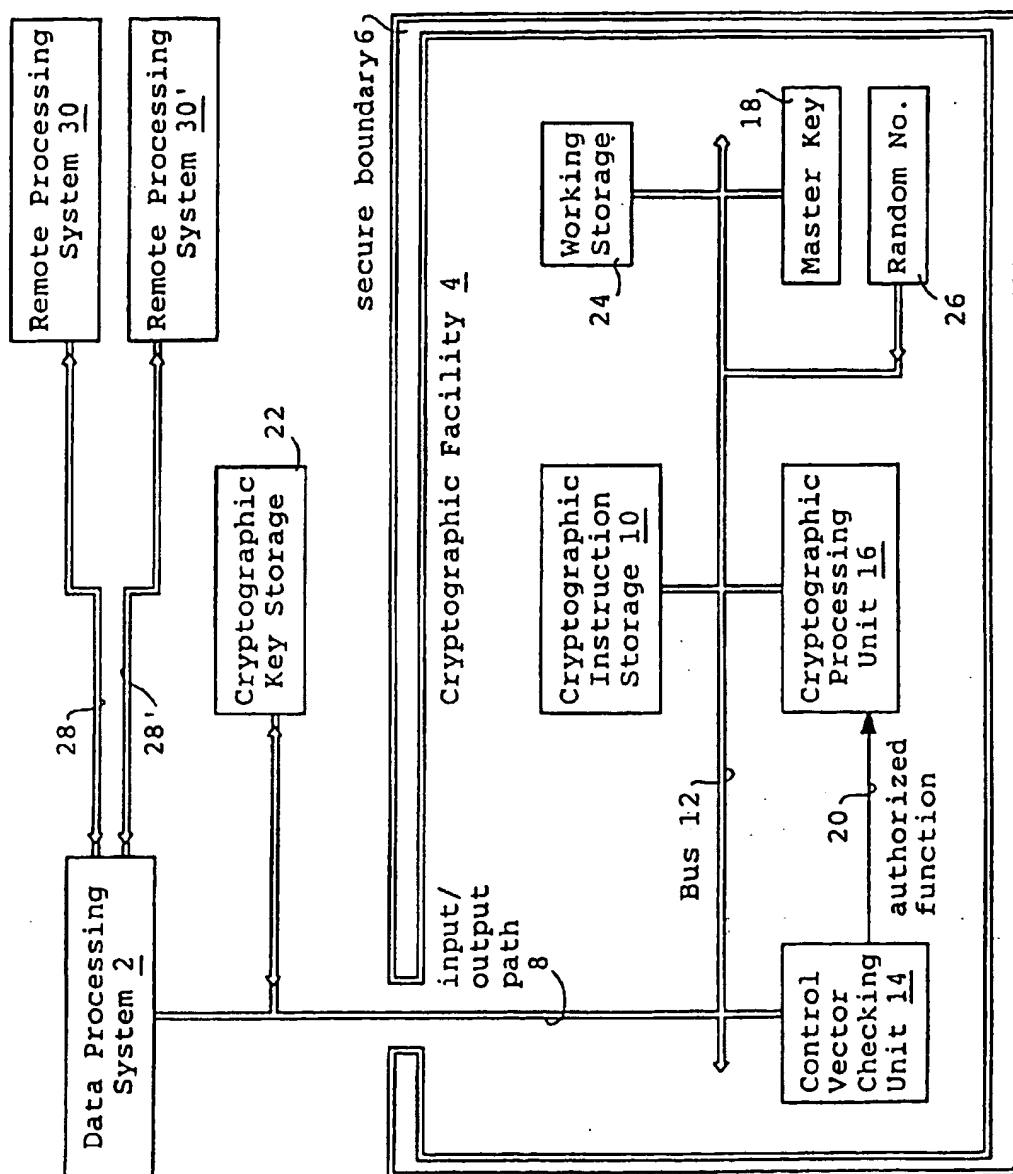 Remote Processing
System 30
Remote Processing
System 30'
28
28'
Data Processing
System 2
Cryptographic
Key Storage
22
secure boundary 6
Cryptographic Facility 4
input/
output
path
8
Cryptographic
Instruction
Storage 10
Working
Storage
24
Bus 12
Control
Vector
Checking
Unit 14
20
authorized
function
Cryptographic
Processing
Unit 16
18
Master Key
Random No.
26